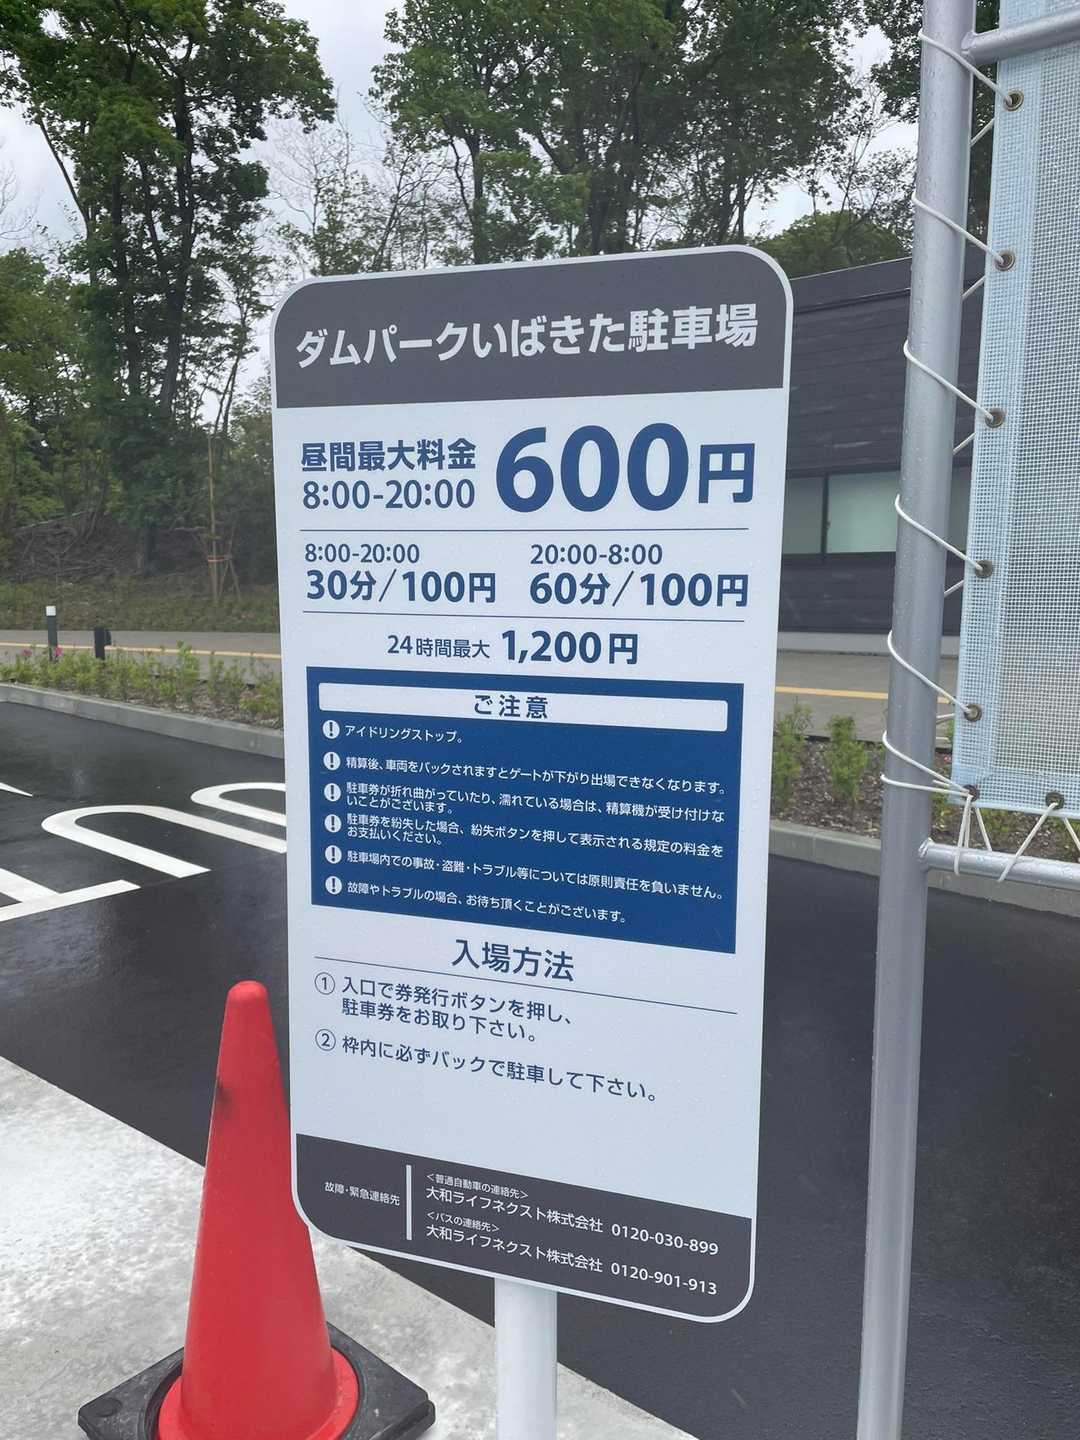 ダムパークいばきた駐車場
昼間最大料金
8:00-20:00
600円
8:00-20:00
30分/100円
20:00-8:00
60分/100円
24時間最大 1,200円
ご注意
アイドリングストップ。
精算後、車両をバックされますとゲートが下がり出場できなくなります。
駐車券が折れ曲がっていたり、濡れている場合は、精算機が受け付けな
いことがございます。
駐車券を紛失した場合、紛失ボタンを押して表示される規定の料金を
お支払いください。
駐車場内での事故・盗難・トラブル等については原則責任を負いません。
故障やトラブルの場合、お待ち頂くことがございます。
入場方法
① 入口で券発行ボタンを押し、
駐車券をお取り下さい。
② 枠内に必ずバックで駐車して下さい。
故障・緊急連絡先
<普通自動車の連絡先>
大和ライフネクスト株式会社 0120-030-899
<バスの連絡先>
大和ライフネクスト株式会社 0120-901-913